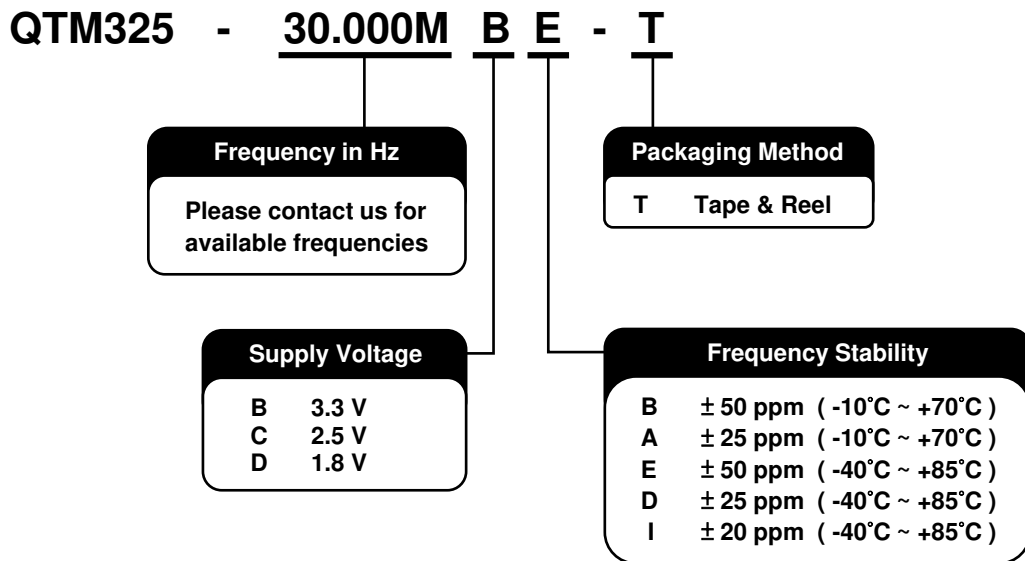 QTM325 - 30.000M B E - T
Frequency in Hz
Please contact us for
available frequencies
Packaging Method
T Tape & Reel
Supply Voltage
B 3.3 V
C 2.5 V
D 1.8 V
Frequency Stability
B ± 50 ppm ( -10°C ~ +70°C )
A ± 25 ppm ( -10°C ~ +70°C )
E ± 50 ppm ( -40°C ~ +85°C )
D ± 25 ppm ( -40°C ~ +85°C )
I ± 20 ppm ( -40°C ~ +85°C )